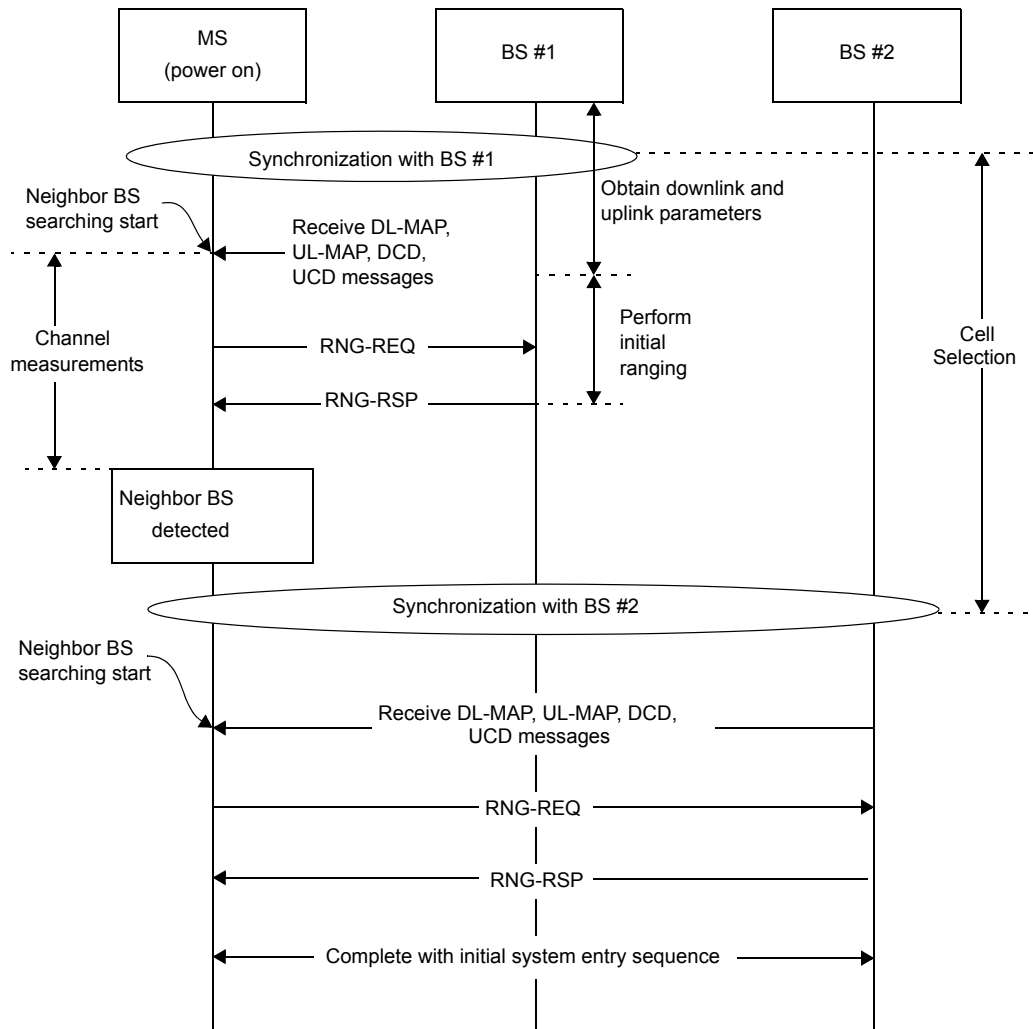 MS
(power on)
BS #1
BS #2
Synchronization with BS #1
Neighbor BS
searching start
Obtain downlink and
uplink parameters
Receive DL-MAP,
UL-MAP, DCD,
UCD messages
Channel
measurements
RNG-REQ
Perform
initial
ranging
Cell
Selection
RNG-RSP
Neighbor BS
detected
Synchronization with BS #2
Neighbor BS
searching start
Receive DL-MAP, UL-MAP, DCD,
UCD messages
RNG-REQ
RNG-RSP
Complete with initial system entry sequence